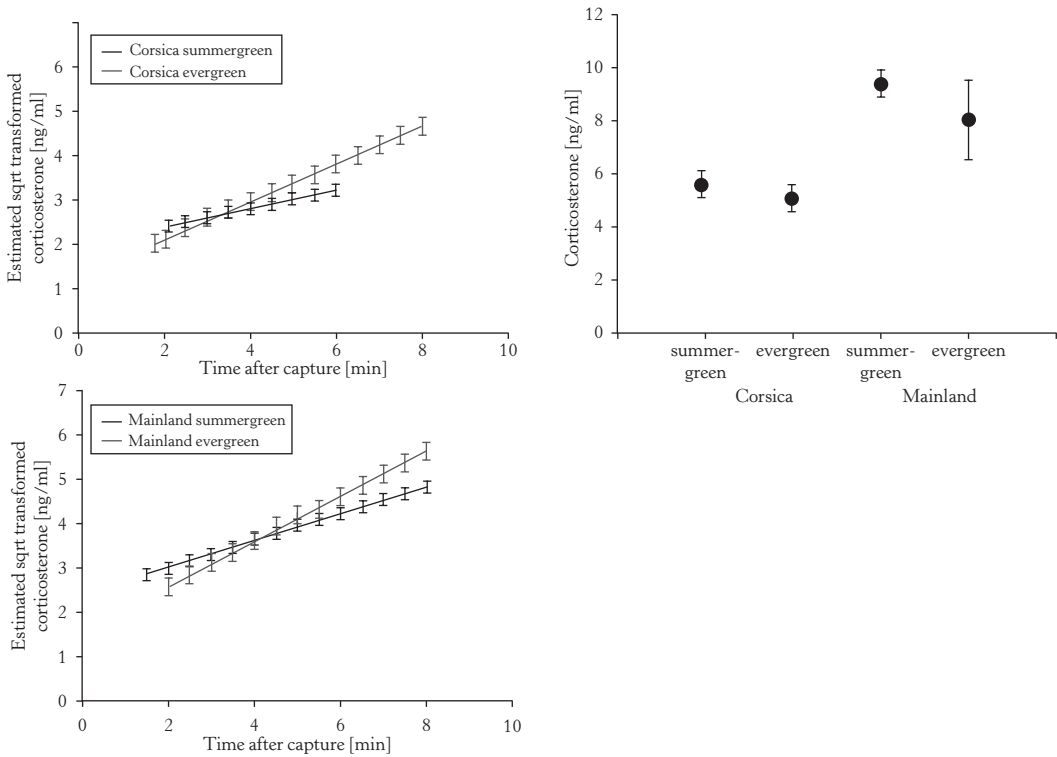 Estimated sqrt transformed
corticosterone [ng/ml]
6
5
4
3
2
1
0
Corsica summergreen
Corsica evergreen
0 2 4 6 8 10
Time after capture [min]
Corticosterone [ng/ml]
12
10
8
6
4
2
0
summer- evergreen summer- evergreen
green green
Corsica Mainland
Estimated sqrt transformed
corticosterone [ng/ml]
7
6
5
4
3
2
1
0
Mainland summergreen
Mainland evergreen
0 2 4 6 8 10
Time after capture [min]